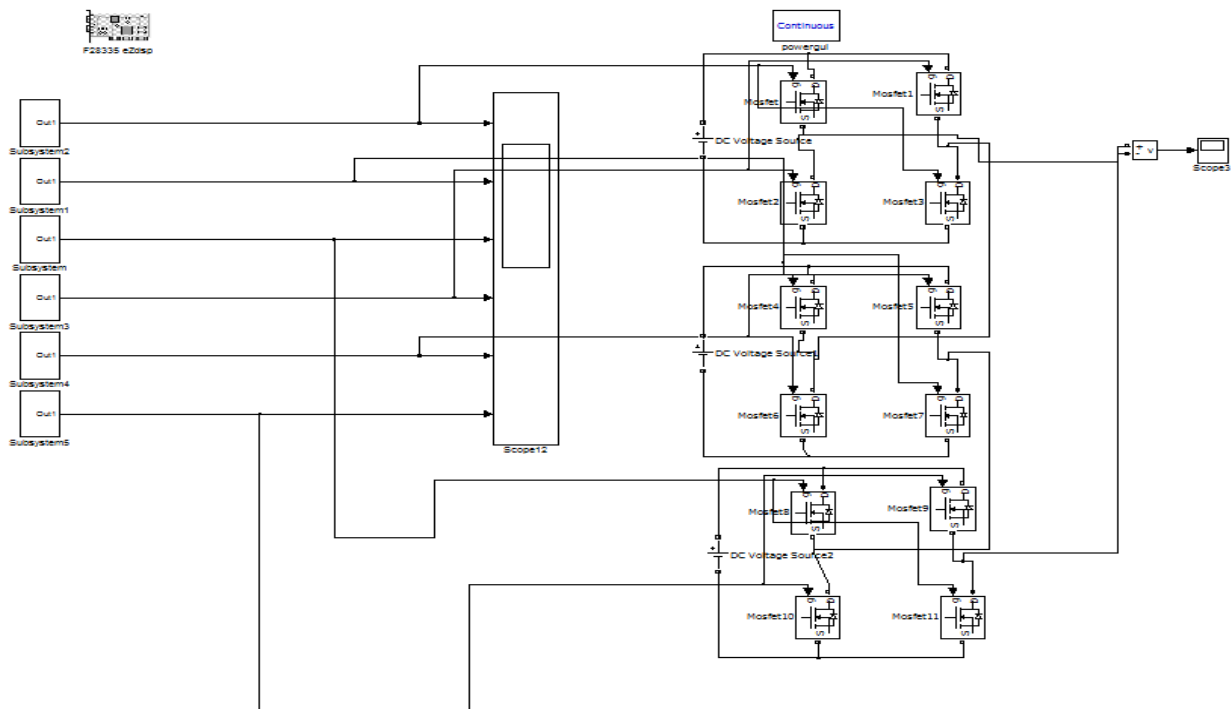 F28335 eZdsp
Continuous
powergui
Out1
Subsystem2
Out1
Subsystem1
Out1
Subsystem
Out1
Subsystem3
Out1
Subsystem4
Out1
Subsystem5
Scope12
g D
Mosfet
S
g D
Mosfet1
S
+
DC Voltage Source
g D
Mosfet2
S
g D
Mosfet3
S
+
-
v
Scope3
g D
Mosfet4
S
g D
Mosfet5
S
+
DC Voltage Source1
g D
Mosfet6
S
g D
Mosfet7
S
g D
Mosfet8
S
g D
Mosfet9
S
+
DC Voltage Source2
g D
Mosfet10
S
g D
Mosfet11
S